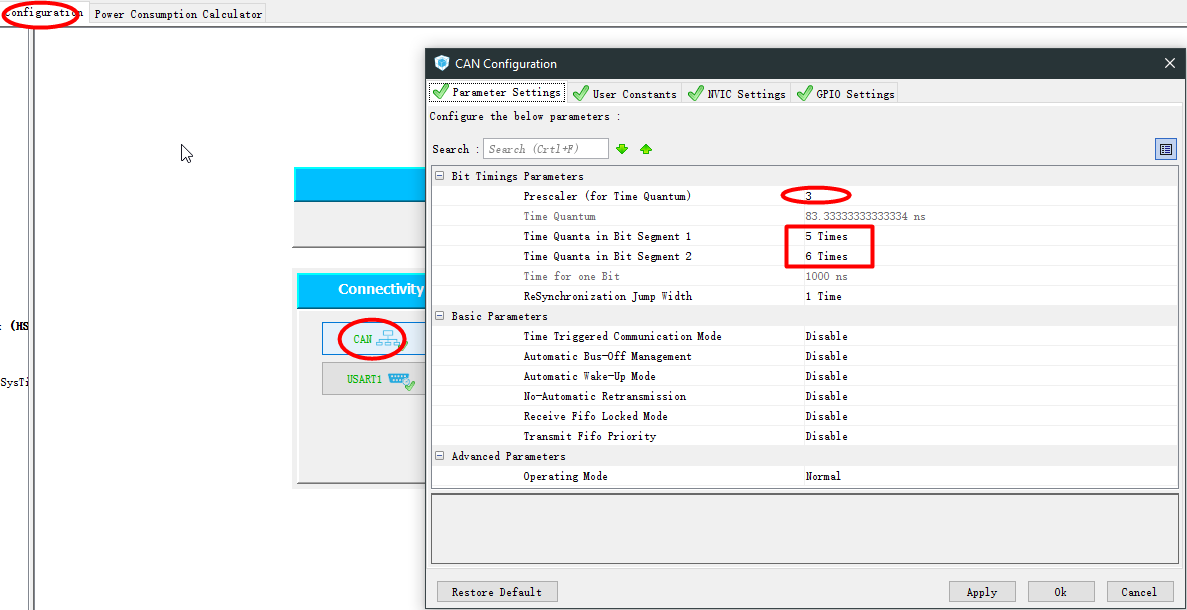 Configuration
Power Consumption Calculator
CAN Configuration
Parameter Settings
User Constants
NVIC Settings
GPIO Settings
Configure the below parameters :
Search :
Search (Crtl+F)
Bit Timings Parameters
Prescaler (for Time Quantum) 3
Time Quantum 83.33333333333334 ns
Time Quanta in Bit Segment 1 5 Times
Time Quanta in Bit Segment 2 6 Times
Time for one Bit 1000 ns
ReSynchronization Jump Width 1 Time
Basic Parameters
Time Triggered Communication Mode Disable
Automatic Bus-Off Management Disable
Automatic Wake-Up Mode Disable
No-Automatic Retransmission Disable
Receive Fifo Locked Mode Disable
Transmit Fifo Priority Disable
Advanced Parameters
Operating Mode Normal
Restore Default
Apply
Ok
Cancel
Connectivity
CAN
USART1
(HS
SysTi